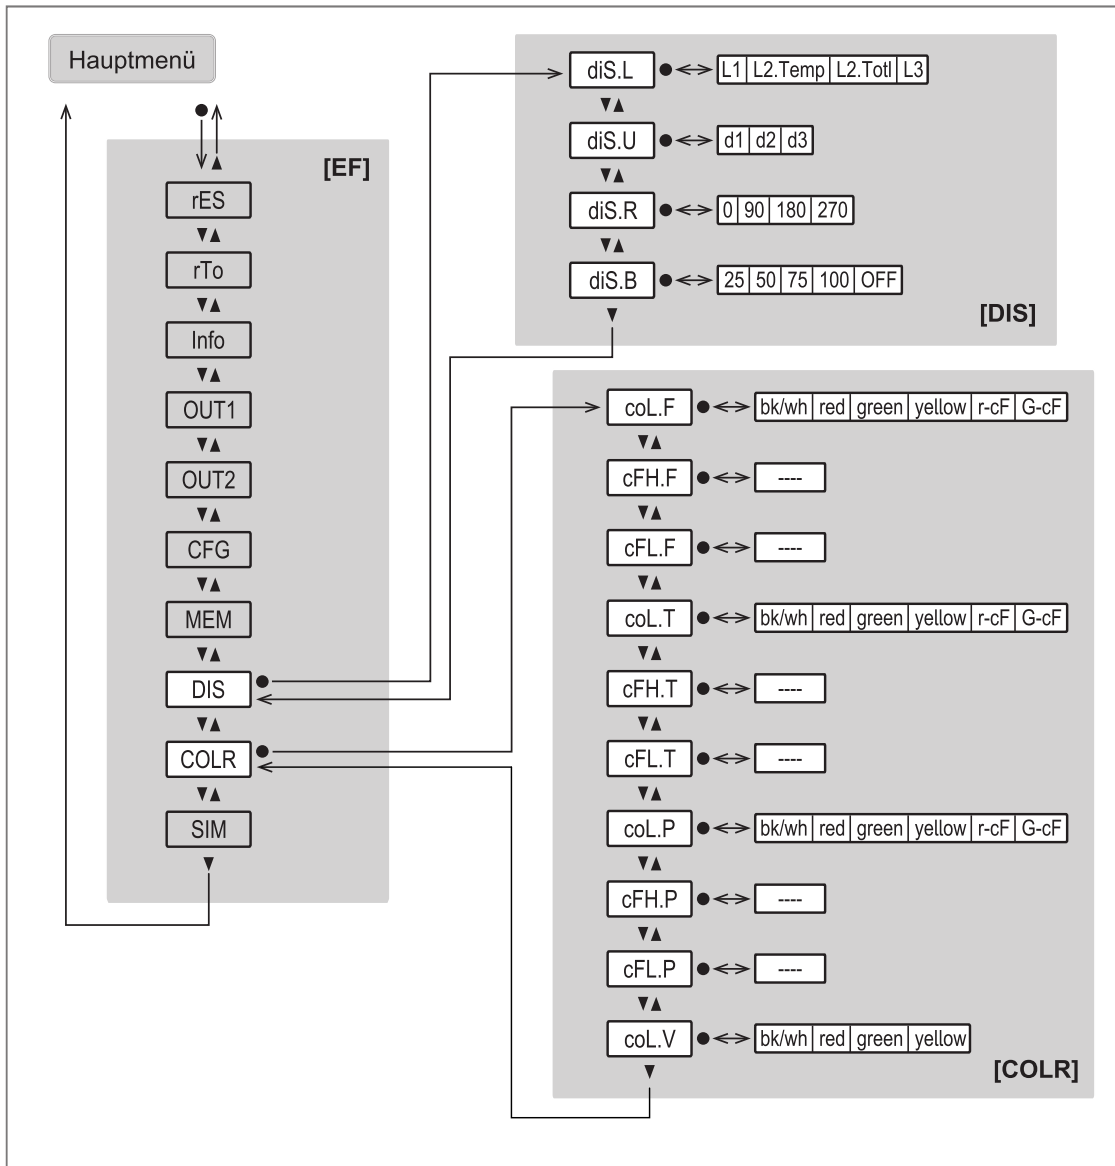 Hauptmenü
[EF]
rES
rTo
Info
OUT1
OUT2
CFG
MEM
DIS
COLR
SIM
diS.L L1 L2.Temp L2.Totl L3
diS.U d1 d2 d3
diS.R 0 90 180 270
diS.B 25 50 75 100 OFF
[DIS]
coL.F bk/wh red green yellow r-cF G-cF
cFH.F ----
cFL.F ----
coL.T bk/wh red green yellow r-cF G-cF
cFH.T ----
cFL.T ----
coL.P bk/wh red green yellow r-cF G-cF
cFH.P ----
cFL.P ----
coL.V bk/wh red green yellow
[COLR]